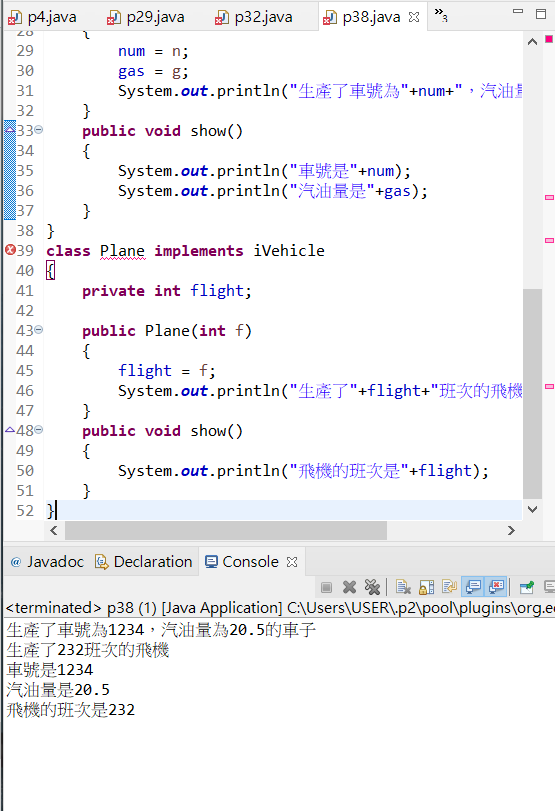 p4.java p29.java p32.java p38.java »3
28 {
29 num = n;
30 gas = g;
31 System.out.println("生產了車號為"+num+"，汽油量
32 }
33 public void show()
34 {
35 System.out.println("車號是"+num);
36 System.out.println("汽油量是"+gas);
37 }
38 }
39 class Plane implements iVehicle
40 {
41 private int flight;
42
43 public Plane(int f)
44 {
45 flight = f;
46 System.out.println("生產了"+flight+"班次的飛機
47 }
48 public void show()
49 {
50 System.out.println("飛機的班次是"+flight);
51 }
52 }
@ Javadoc Declaration Console
<terminated> p38 (1) [Java Application] C:\Users\USER\.p2\pool\plugins\org.ec
生產了車號為1234，汽油量為20.5的車子
生產了232班次的飛機
車號是1234
汽油量是20.5
飛機的班次是232